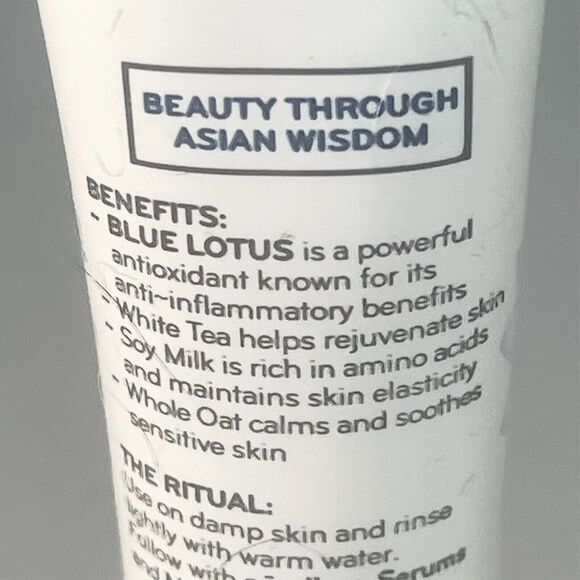 BEAUTY THROUGH
ASIAN WISDOM
BENEFITS:
~ BLUE LOTUS is a powerful
antioxidant known for its
anti~inflammatory benefits
~ White Tea helps rejuvenate skin
~ Soy Milk is rich in amino acids
and maintains skin elasticity
~ Whole Oat calms and soothes
sensitive skin
THE RITUAL:
Use on damp skin and rinse
lightly with warm water.
Follow with Serums
and